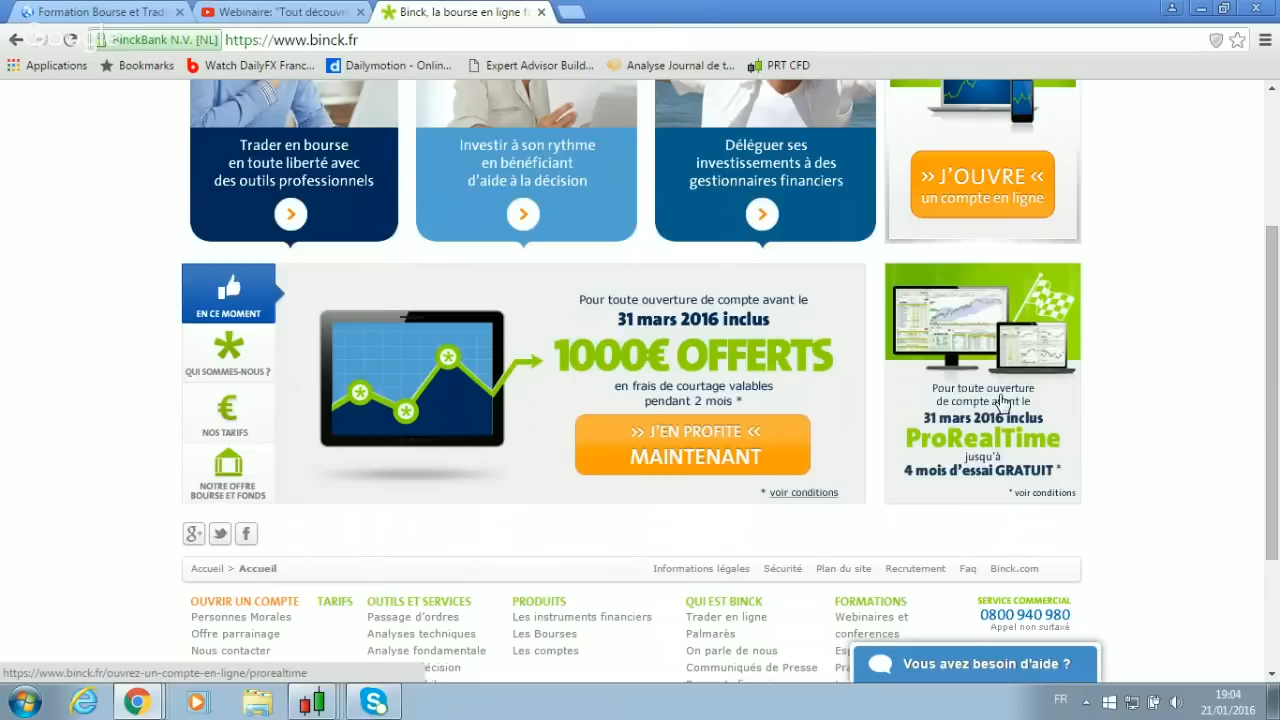 Formation Bourse et Trad
Webinaire: "Tout découvr
Binck, la bourse en ligne f
BinckBank N.V. [NL]
https://www.binck.fr
Applications
Bookmarks
Watch DailyFX Franc...
Dailymotion - Onlin...
Expert Advisor Build...
Analyse Journal de t...
PRT CFD
Trader en bourse
en toute liberté avec
des outils professionnels
Investir à son rythme
en bénéficiant
d'aide à la décision
Déléguer ses
investissements à des
gestionnaires financiers
» J'OUVRE «
un compte en ligne
EN CE MOMENT
QUI SOMMES-NOUS ?
NOS TARIFS
NOTRE OFFRE
BOURSE ET FONDS
Pour toute ouverture de compte avant le
31 mars 2016 inclus
1000€ OFFERTS
en frais de courtage valables
pendant 2 mois *
» J'EN PROFITE «
MAINTENANT
* voir conditions
Pour toute ouverture
de compte avant le
31 mars 2016 inclus
ProRealTime
jusqu'à
4 mois d'essai GRATUIT *
* voir conditions
Accueil > Accueil
Informations légales
Sécurité
Plan du site
Recrutement
Faq
Binck.com
OUVRIR UN COMPTE
Personnes Morales
Offre parrainage
Nous contacter
TARIFS
OUTILS ET SERVICES
Passage d'ordres
Analyses techniques
Analyse fondamentale
écision
PRODUITS
Les instruments financiers
Les Bourses
Les comptes
QUI EST BINCK
Trader en ligne
Palmarès
On parle de nous
Communiqués de Presse
FORMATIONS
Webinaires et
conferences
SERVICE COMMERCIAL
0800 940 980
Appel non surtaxé
Vous avez besoin d'aide ?
https://www.binck.fr/ouvrez-un-compte-en-ligne/prorealtime
FR
19:04
21/01/2016